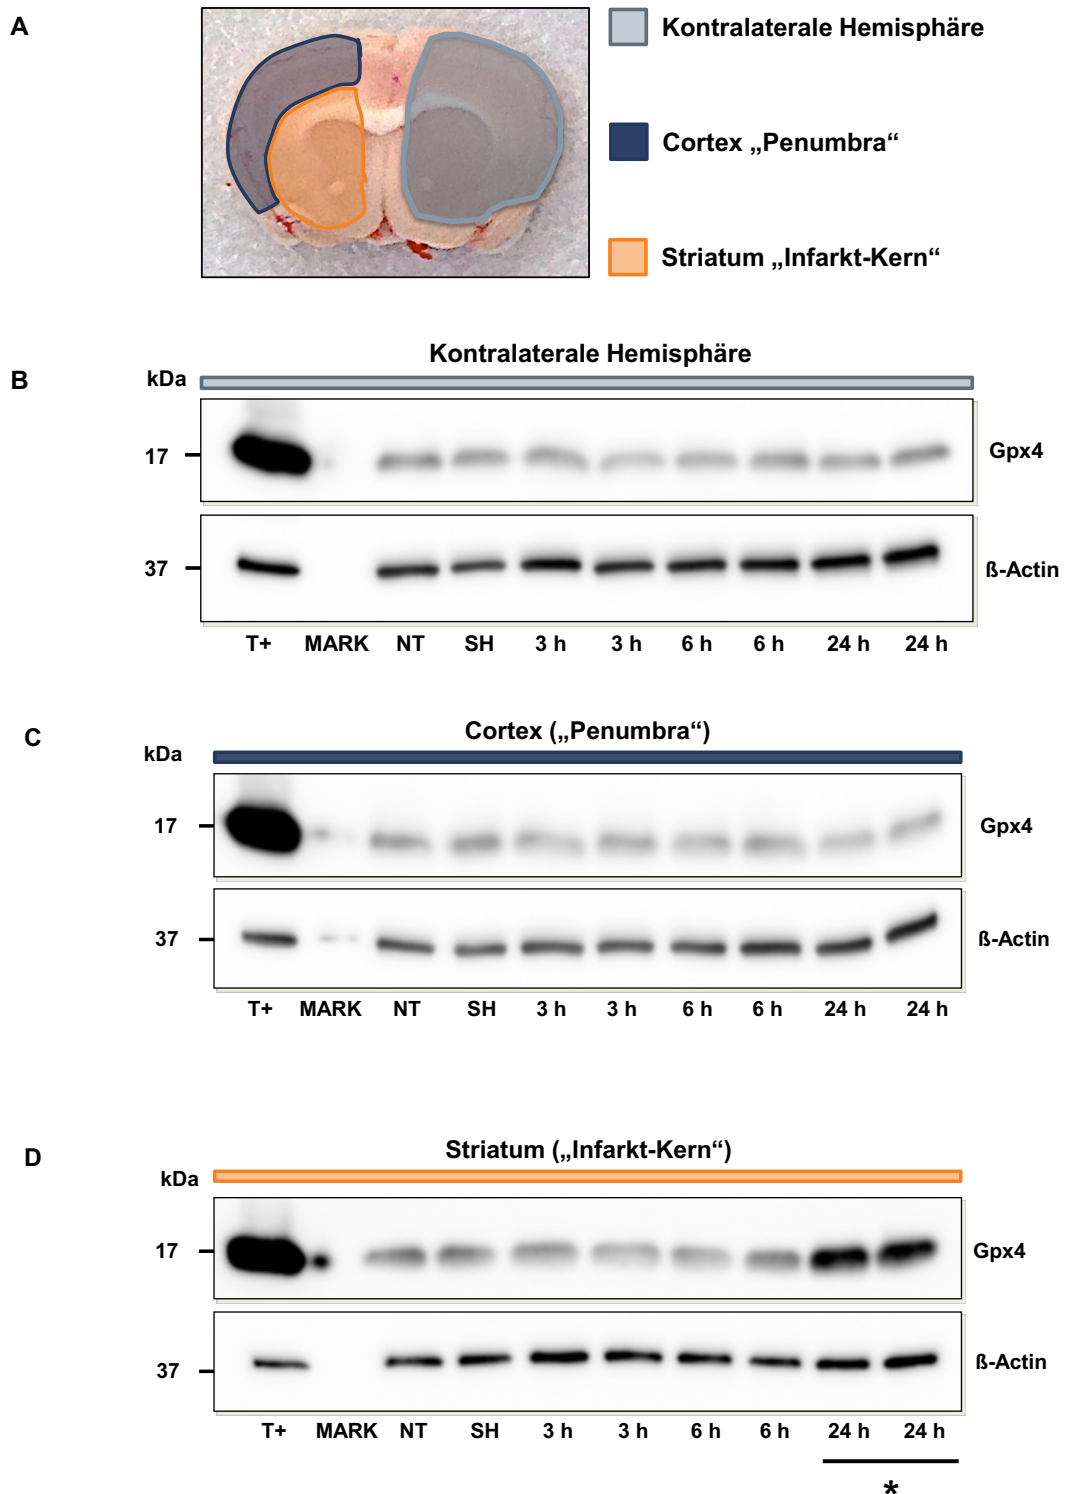 A
Kontralaterale Hemisphäre
Cortex „Penumbra“
Striatum „Infarkt-Kern“
B
Kontralaterale Hemisphäre
kDa
17
Gpx4
37
ß-Actin
T+ MARK NT SH 3 h 3 h 6 h 6 h 24 h 24 h
C
Cortex („Penumbra“)
kDa
17
Gpx4
37
ß-Actin
T+ MARK NT SH 3 h 3 h 6 h 6 h 24 h 24 h
D
Striatum („Infarkt-Kern“)
kDa
17
Gpx4
37
ß-Actin
T+ MARK NT SH 3 h 3 h 6 h 6 h 24 h 24 h
*